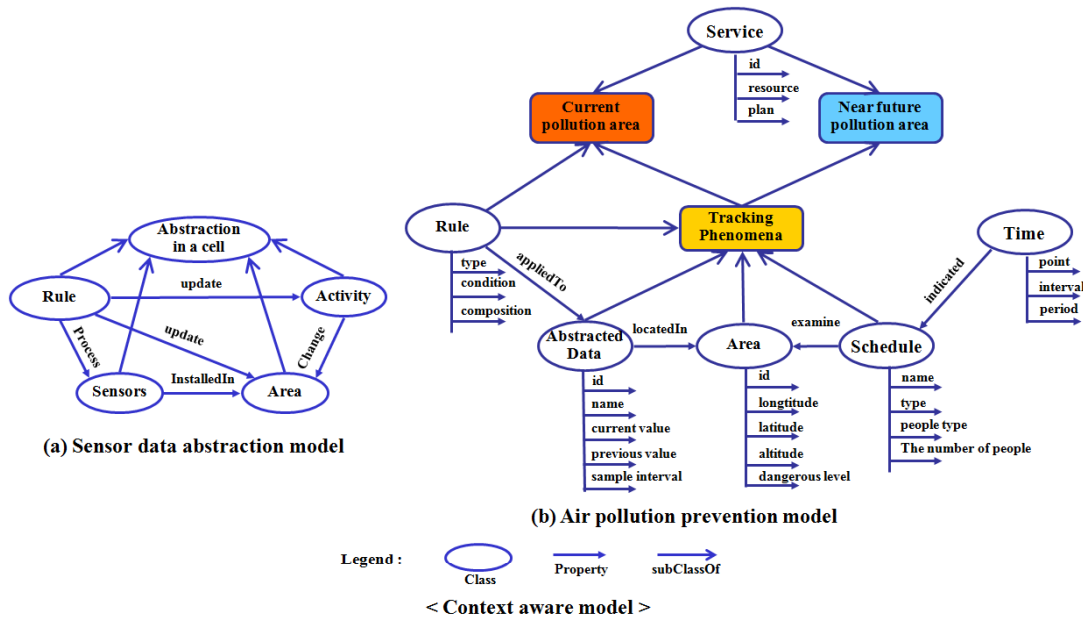 Abstraction
in a cell
Rule
update
Activity
update
Process
Change
Sensors
InstalledIn
Area
(a) Sensor data abstraction model
Service
id
resource
plan
Current
pollution area
Near future
pollution area
Rule
type
condition
composition
Tracking
Phenomena
Time
point
interval
period
appliedTo
indicated
Abstracted
Data
locatedIn
Area
examine
Schedule
id
name
current value
previous value
sample interval
id
longtitude
latitude
altitude
dangerous level
name
type
people type
The number of people
(b) Air pollution prevention model
Legend :
Class
Property
subClassOf
< Context aware model >